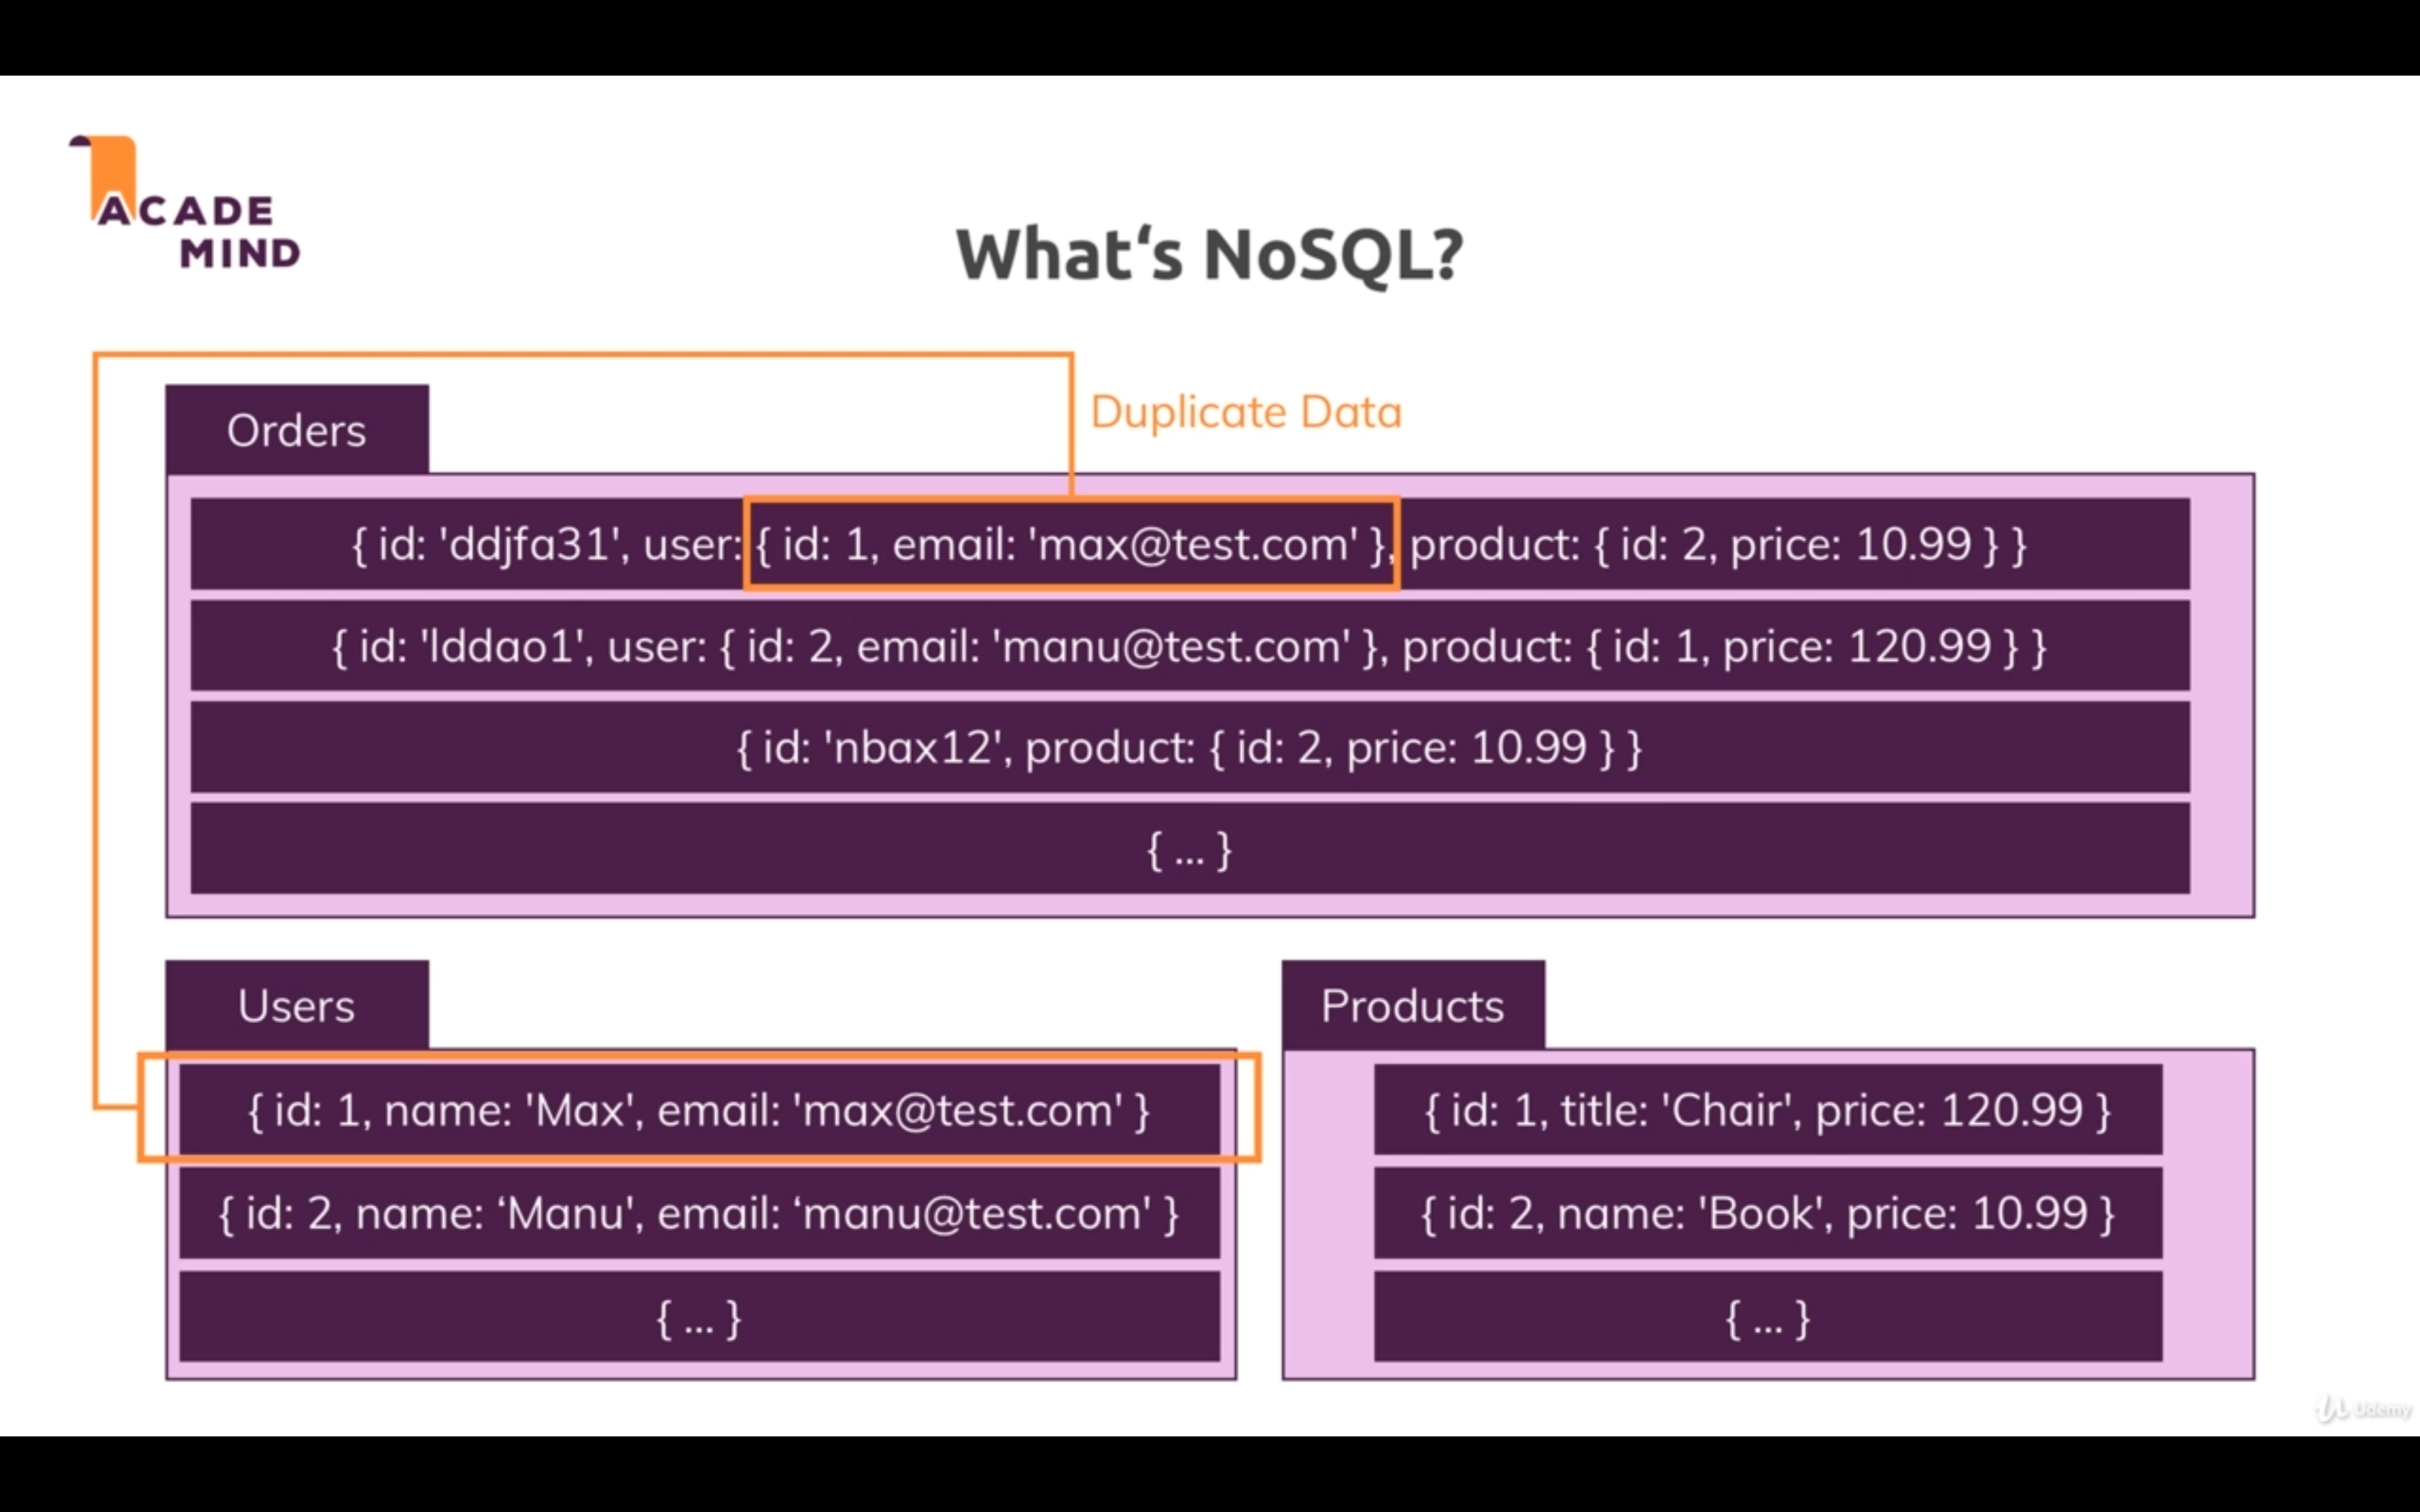 ACADE
MIND
What‘s NoSQL?
Duplicate Data
Orders
{ id: 'ddjfa31', user: { id: 1, email: 'max@test.com' }, product: { id: 2, price: 10.99 } }
{ id: 'lddao1', user: { id: 2, email: 'manu@test.com' }, product: { id: 1, price: 120.99 } }
{ id: 'nbax12', product: { id: 2, price: 10.99 } }
{ ... }
Users
{ id: 1, name: 'Max', email: 'max@test.com' }
{ id: 2, name: ‘Manu', email: ‘manu@test.com' }
{ ... }
Products
{ id: 1, title: 'Chair', price: 120.99 }
{ id: 2, name: 'Book', price: 10.99 }
{ ... }
Udemy